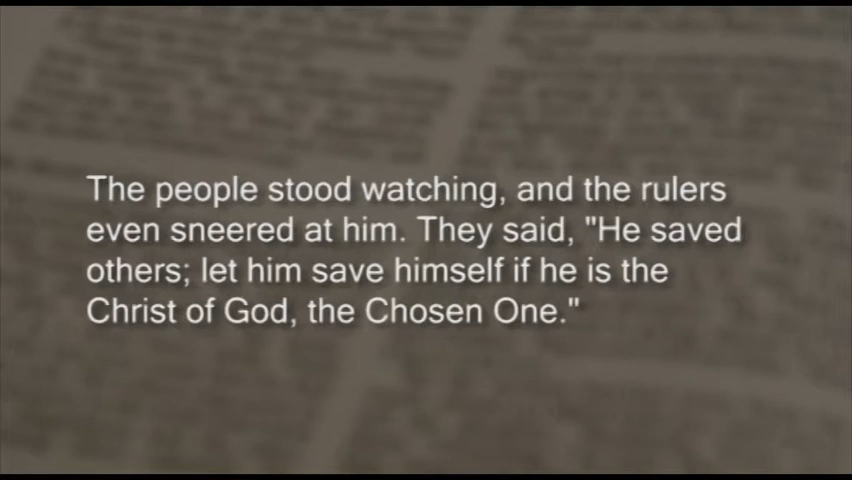 The people stood watching, and the rulers
even sneered at him. They said, "He saved
others; let him save himself if he is the
Christ of God, the Chosen One."